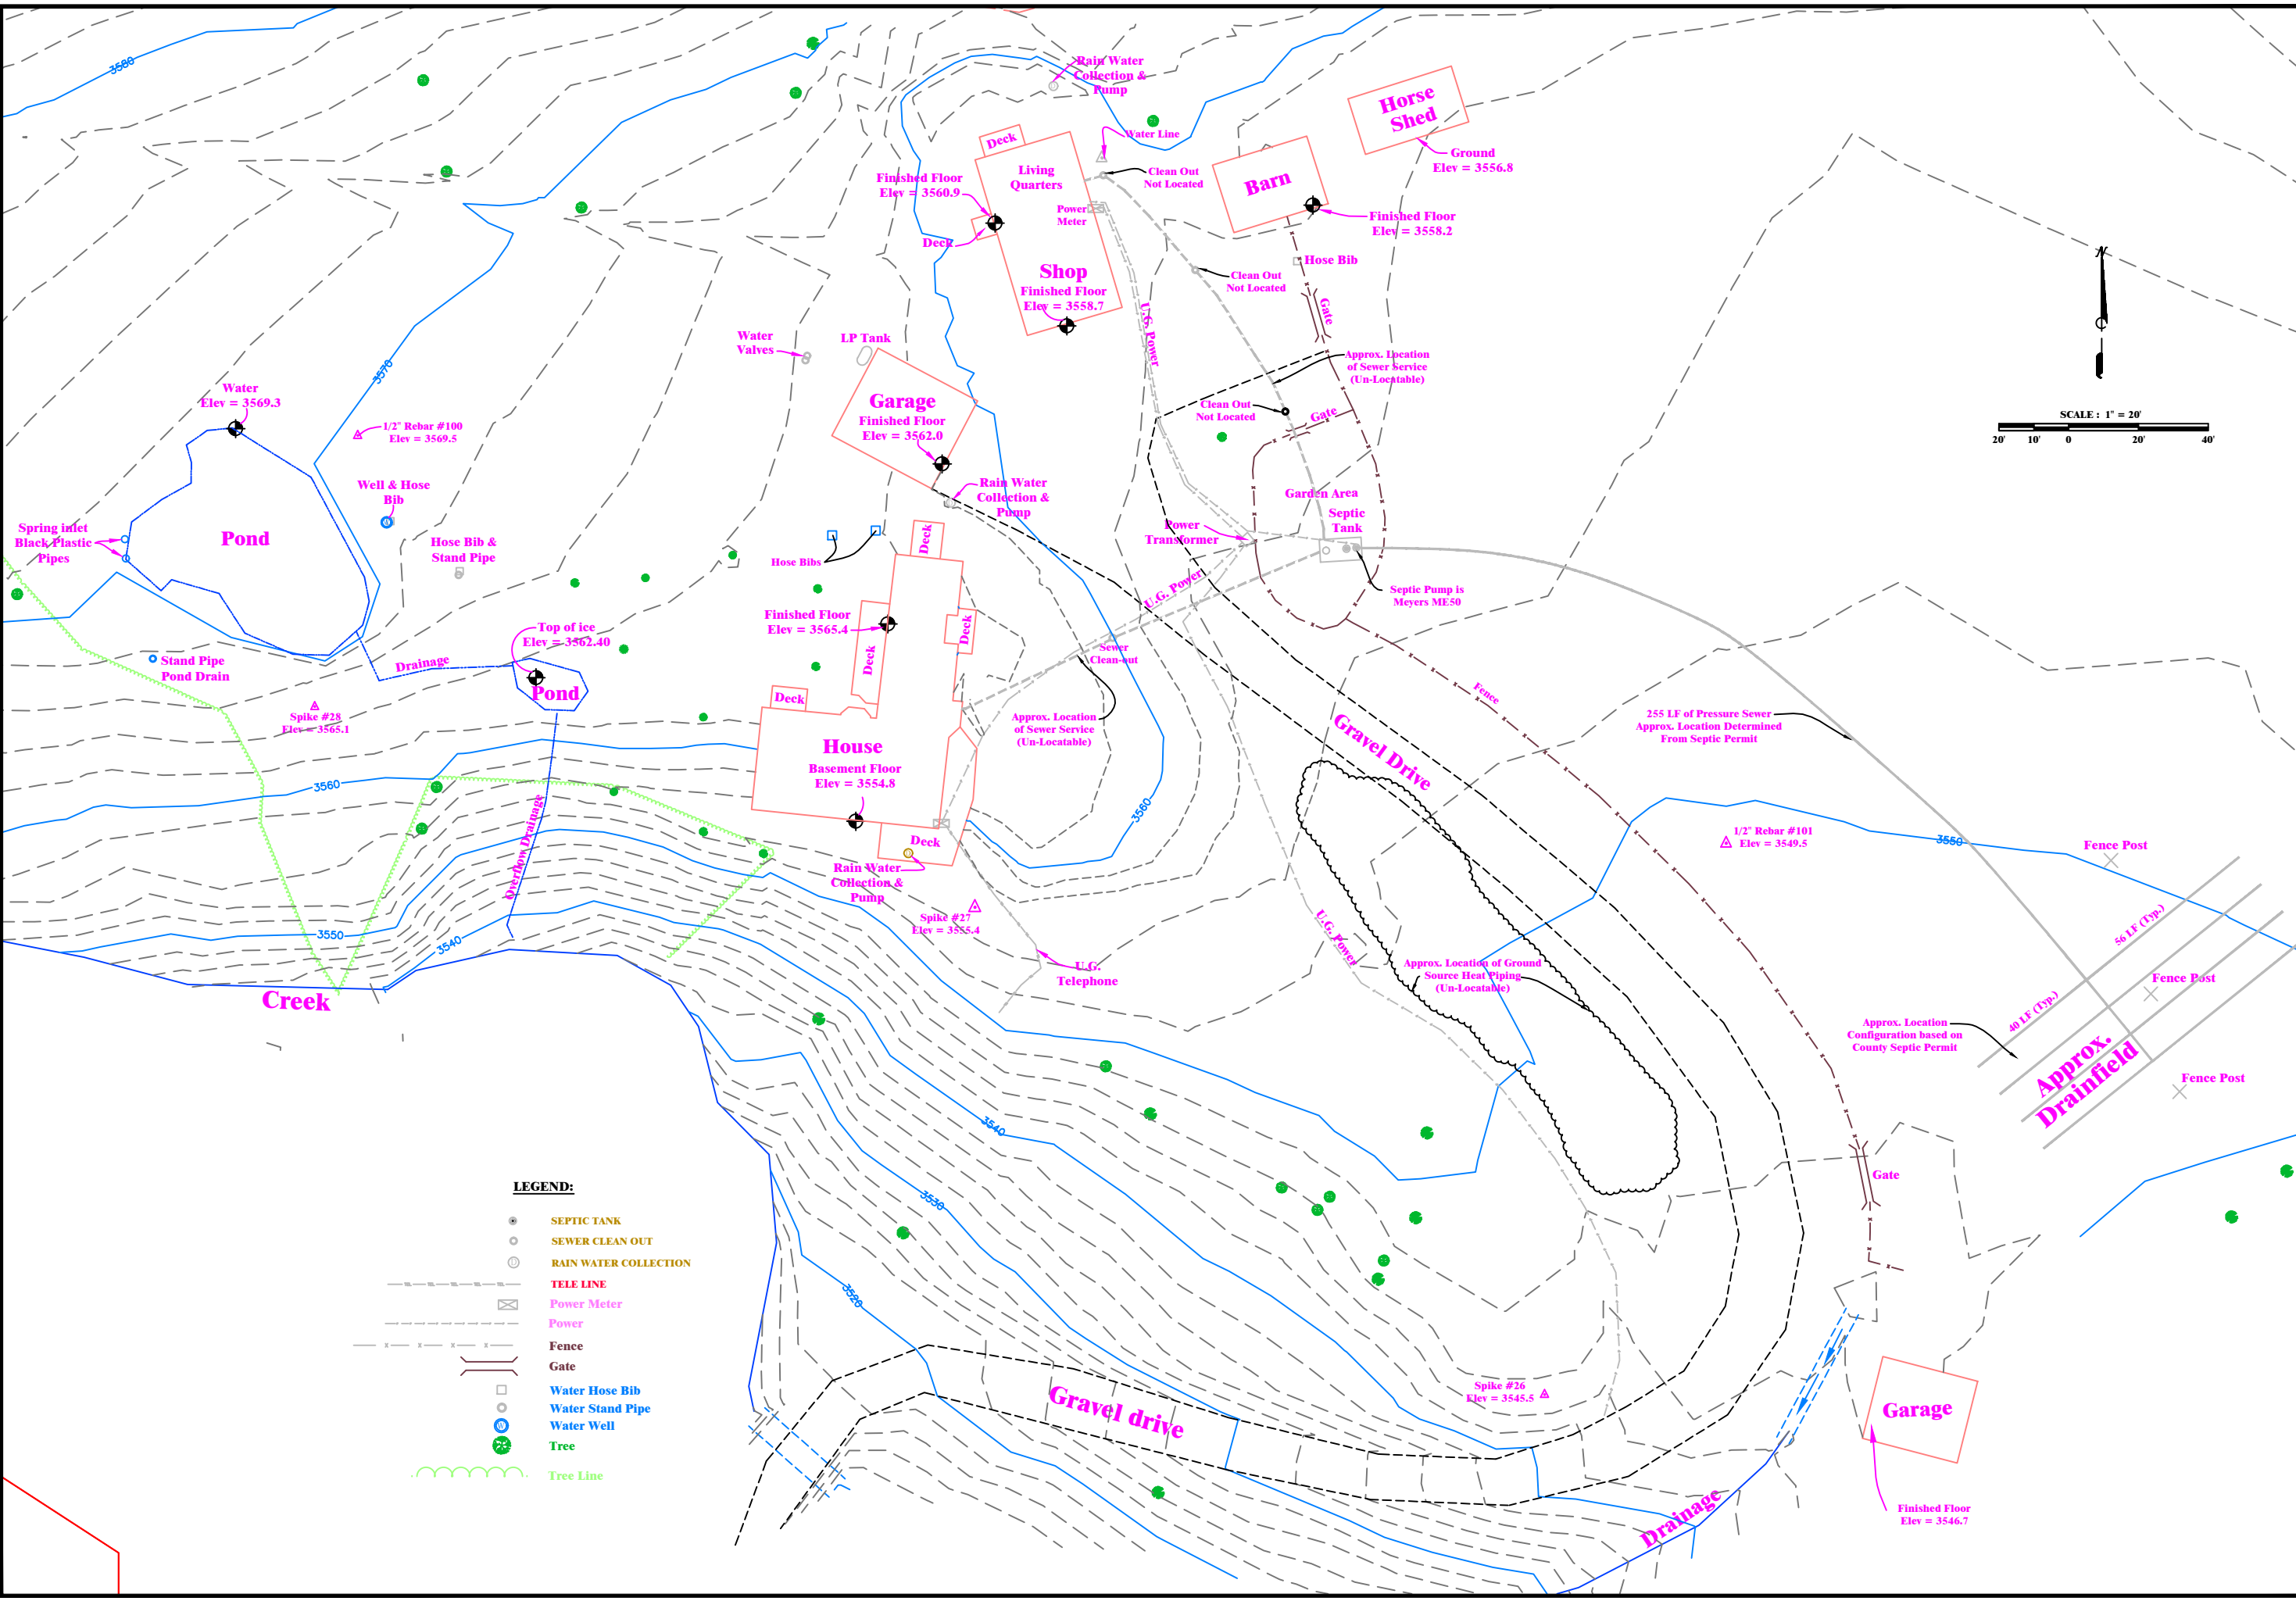 3580
Rain Water
Collection &
Pump
Horse
Shed
Water Line
Deck
Ground
Elev = 3556.8
Living
Quarters
Clean Out
Not Located
Finished Floor
Elev = 3560.9
Barn
Power
Meter
Finished Floor
Elev = 3558.2
Deck
N
Hose Bib
Shop
Finished Floor
Elev = 3558.7
Clean Out
Not Located
Gate
U.G. Power
Water
Valves
LP Tank
Approx. Location
of Sewer Service
(Un-Locatable)
3570
Water
Elev = 3569.3
Garage
Finished Floor
Elev = 3562.0
Clean Out
Not Located
Gate
SCALE : 1" = 20'
20' 10' 0 20' 40'
1/2" Rebar #100
Elev = 3569.5
Well & Hose
Bib
Rain Water
Collection &
Pump
Garden Area
Septic
Tank
Spring inlet
Black Plastic
Pipes
Pond
Hose Bib &
Stand Pipe
Deck
Power
Transformer
Hose Bibs
U.G. Power
Septic Pump is
Meyers ME50
Finished Floor
Elev = 3565.4
Deck
Top of ice
Elev = 3562.40
Deck
Sewer
Clean-out
Stand Pipe
Pond Drain
Drainage
Pond
Deck
Fence
Spike #28
Elev = 3565.1
Approx. Location
of Sewer Service
(Un-Locatable)
255 LF of Pressure Sewer
Approx. Location Determined
From Septic Permit
House
Basement Floor
Elev = 3554.8
Gravel Drive
3560
3560
Overflow Drainage
1/2" Rebar #101
Elev = 3549.5
3550
Fence Post
Deck
Rain Water
Collection &
Pump
Spike #27
Elev = 3555.4
56 LF (Typ.)
3550
3540
U.G. Power
Approx. Location of Ground
Source Heat Piping
(Un-Locatable)
U.G.
Telephone
Fence Post
Creek
40 LF (Typ.)
Approx. Location
Configuration based on
County Septic Permit
Approx.
Drainfield
Fence Post
3540
Gate
LEGEND:
3530
SEPTIC TANK
SEWER CLEAN OUT
RAIN WATER COLLECTION
TELE LINE
Power Meter
Power
Fence
Gate
Water Hose Bib
Water Stand Pipe
Water Well
Tree
Tree Line
3520
Spike #26
Elev = 3545.5
Gravel drive
Garage
Drainage
Finished Floor
Elev = 3546.7